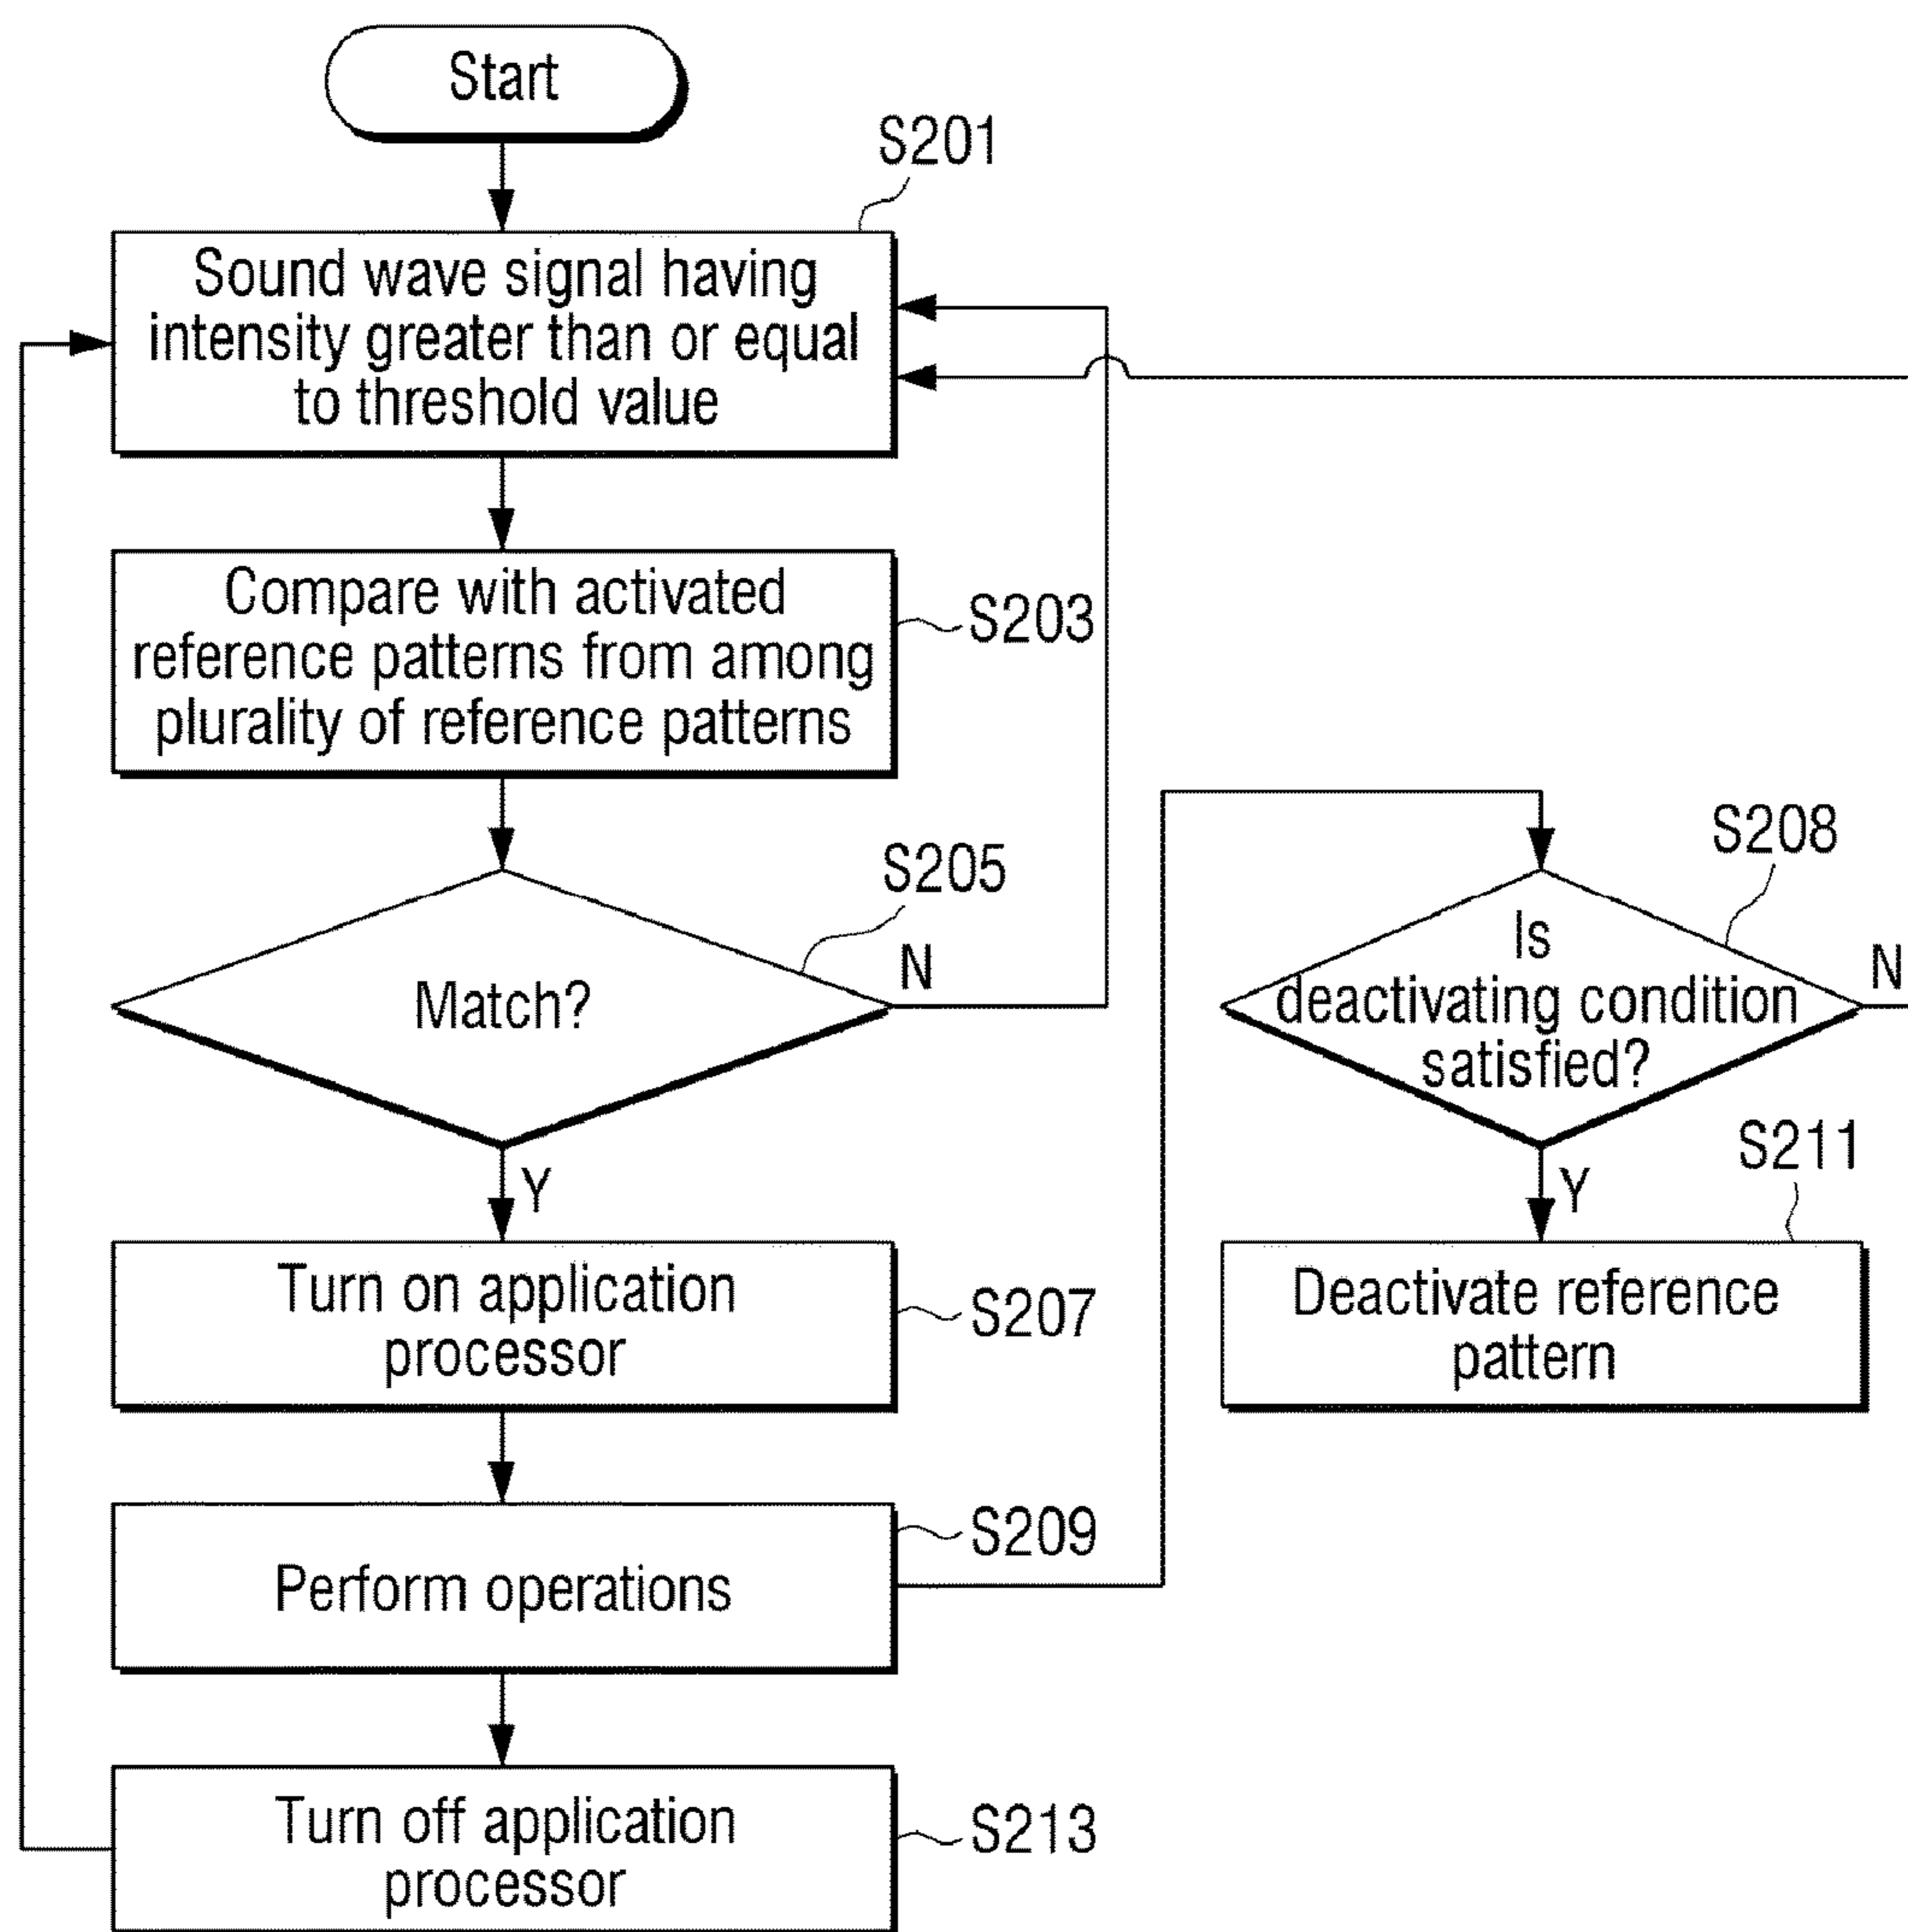 Start
S201
Sound wave signal having
intensity greater than or equal
to threshold value
Compare with activated
reference patterns from among
plurality of reference patterns
S203
S205
Match?
N
Y
Turn on application
processor
S207
Perform operations
S209
Turn off application
processor
S213
S208
Is
deactivating condition
satisfied?
N
Y
S211
Deactivate reference
pattern